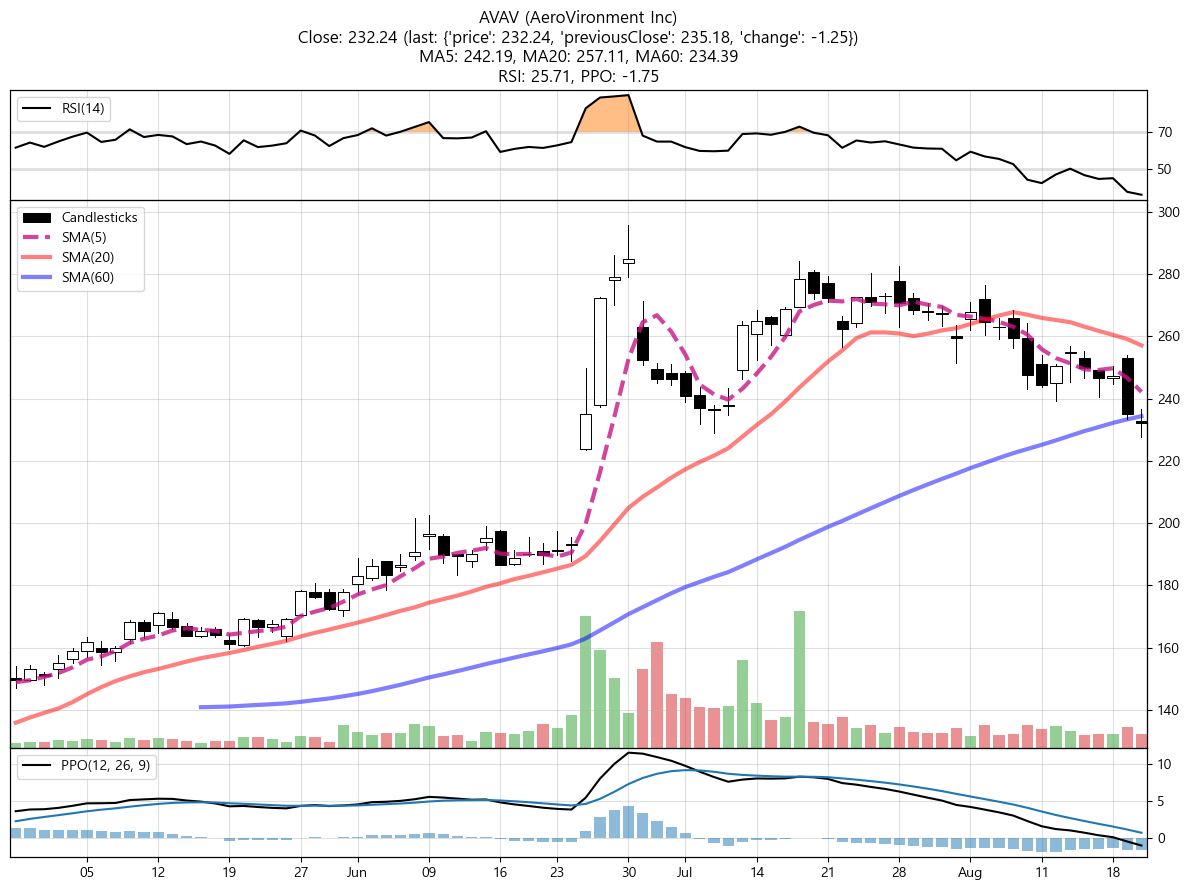 AVAV (AeroVironment Inc)
Close: 232.24 (last: {'price': 232.24, 'previousClose': 235.18, 'change': -1.25})
MA5: 242.19, MA20: 257.11, MA60: 234.39
RSI: 25.71, PPO: -1.75
RSI(14)
70
50
Candlesticks
SMA(5)
SMA(20)
SMA(60)
300
280
260
240
220
200
180
160
140
PPO(12, 26, 9)
10
5
0
05 12 19 27 Jun 09 16 23 30 Jul 14 21 28 Aug 11 18